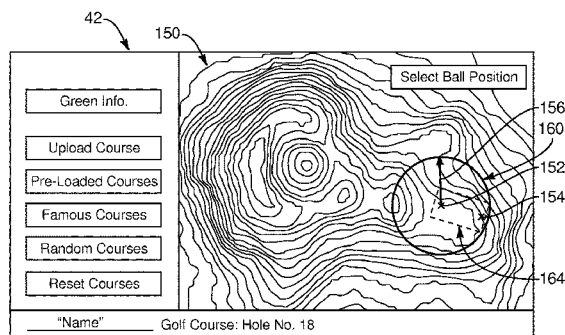 42
150
Select Ball Position
Green Info.
Upload Course
Pre-Loaded Courses
Famous Courses
Random Courses
Reset Courses
156
160
152
154
164
"Name" Golf Course: Hole No. 18